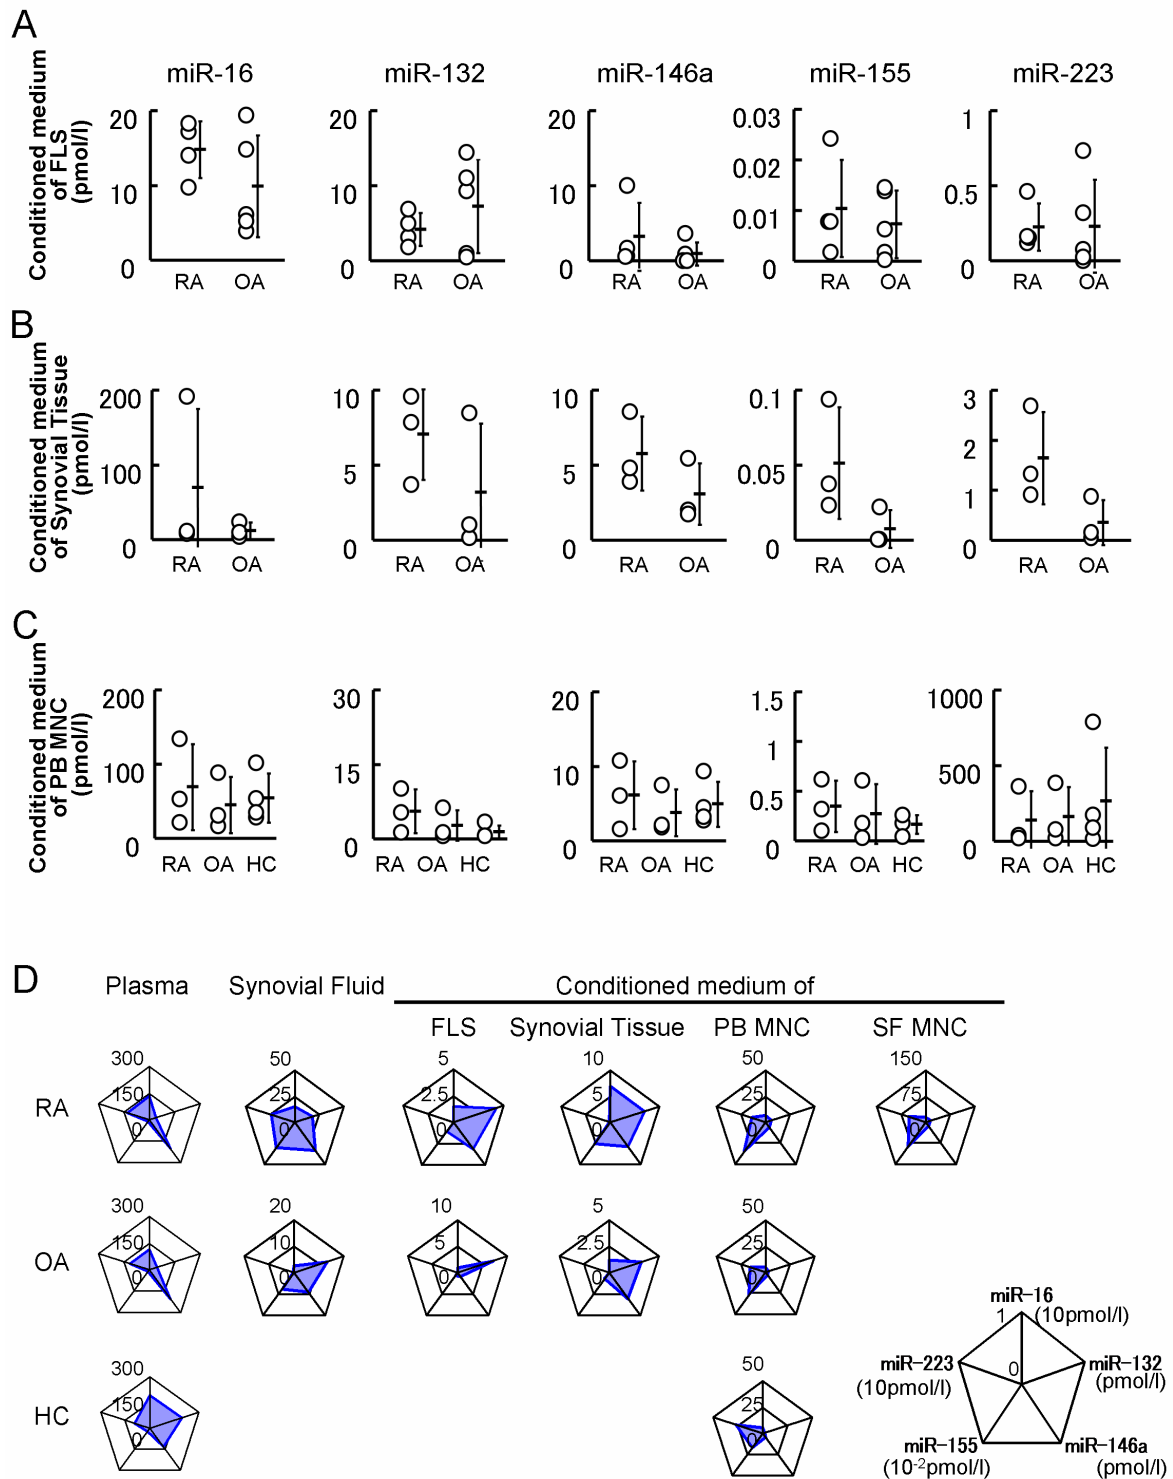 A
miR-16 miR-132 miR-146a miR-155 miR-223
Conditioned medium
of FLS
(pmol/l)
20 20 20 0.03 1
0.02
10 10 10 0.5
0.01
0 0 0 0 0
RA OA RA OA RA OA RA OA RA OA
B
Conditioned medium
of Synovial Tissue
(pmol/l)
200 10 10 0.1 3
2
100 5 5 0.05
1
0 0 0 0 0
RA OA RA OA RA OA RA OA RA OA
C
Conditioned medium
of PB MNC
(pmol/l)
200 30 20 1.5 1000
1
100 15 10 500
0.5
0 0 0 0 0
RA OA HC RA OA HC RA OA HC RA OA HC RA OA HC
D
Plasma Synovial Fluid Conditioned medium of
FLS Synovial Tissue PB MNC SF MNC
300 50 5 10 50 150
RA 150 25 2.5 5 25 75
0 0 0 0 0 0
300 20 10 5 50
OA 150 10 5 2.5 25
0 0 0 0 0
300 50
HC 150 25
0 0
miR-16
1 (10pmol/l)
0
miR-223 miR-132
(10pmol/l) (pmol/l)
miR-155 miR-146a
(10-2pmol/l) (pmol/l)